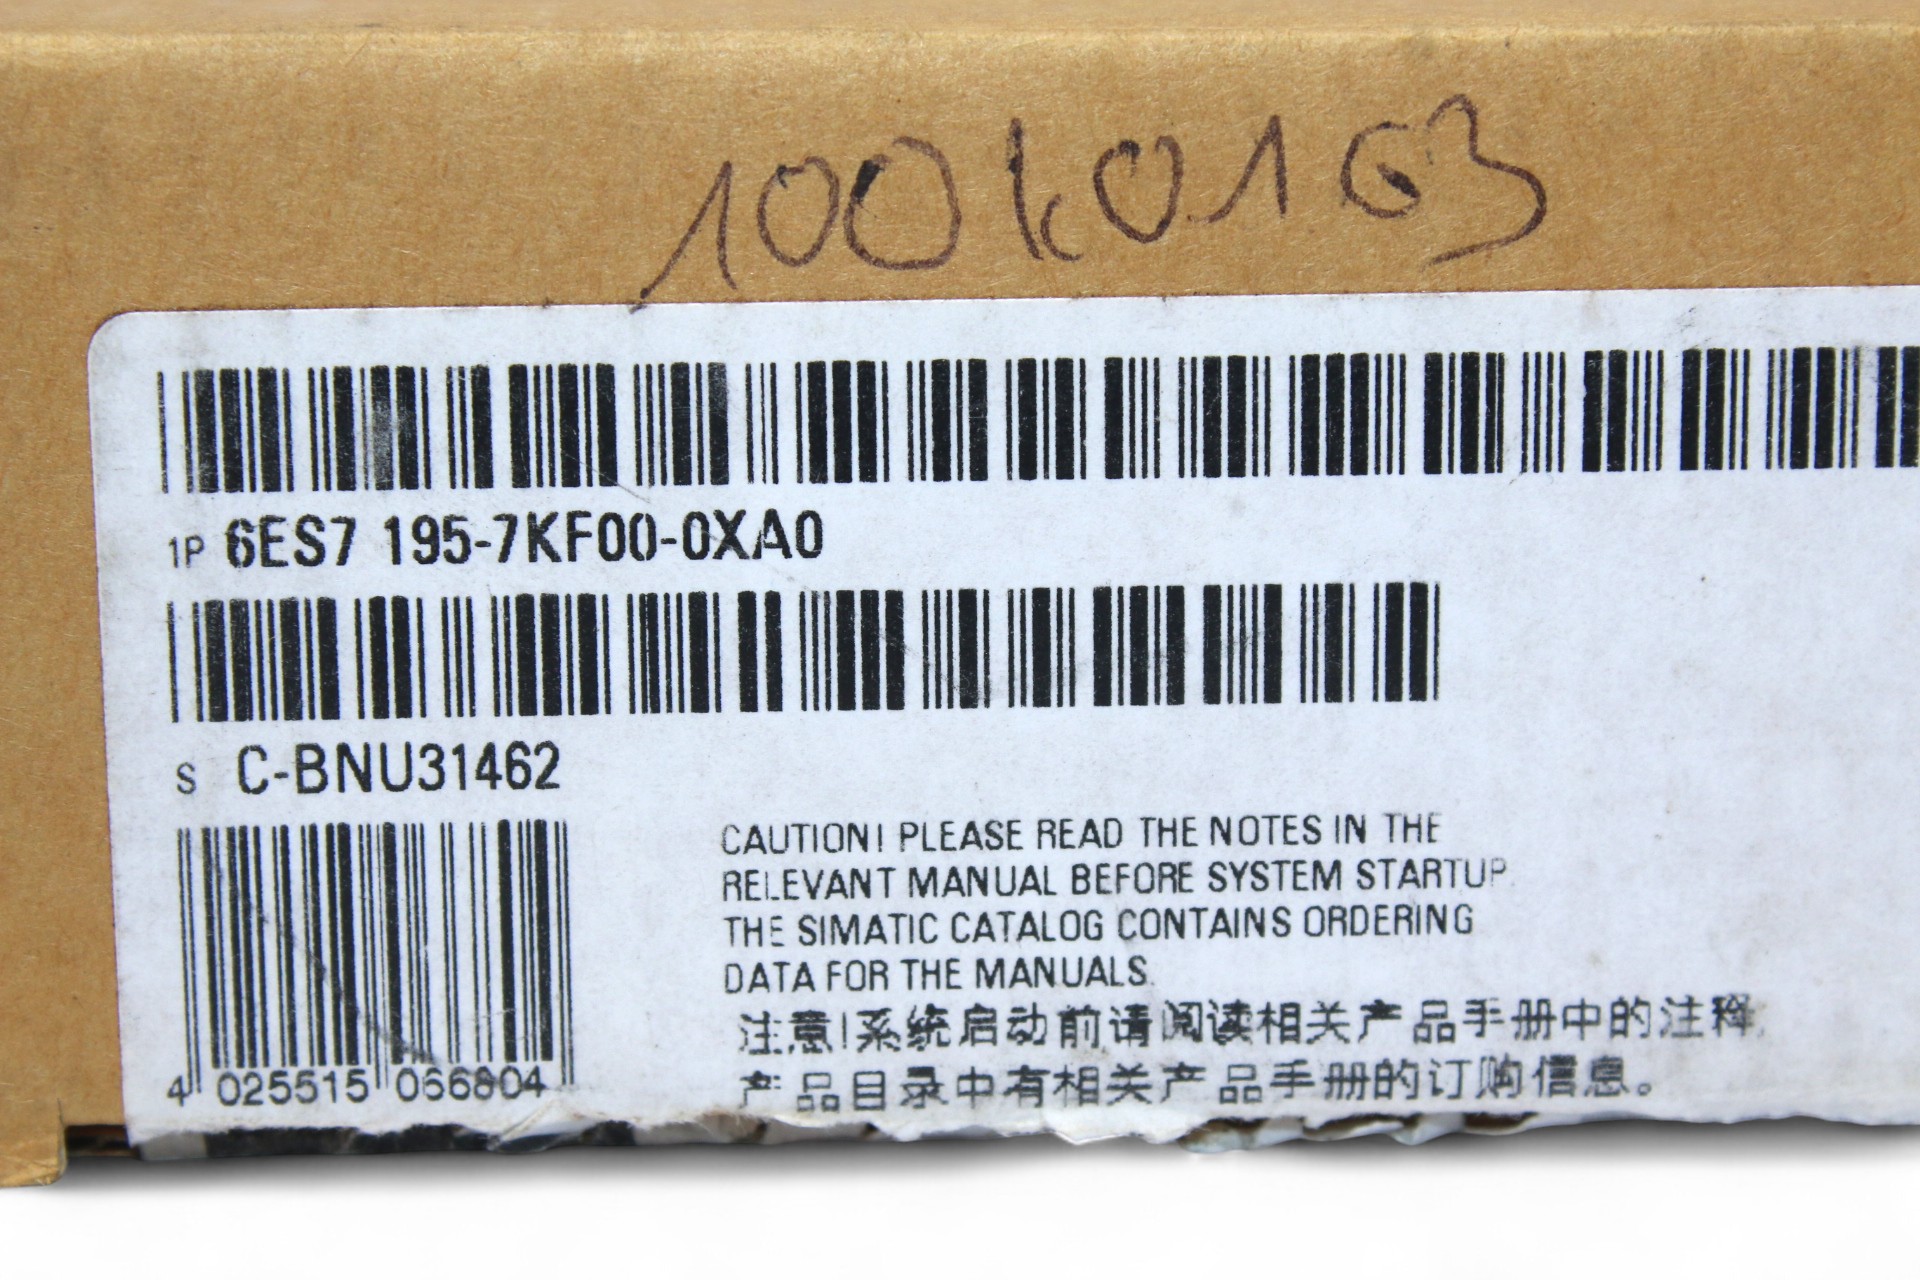 100k0163
1P 6ES7 195-7KF00-0XA0
S C-BNU31462
4 025515 066804
CAUTION! PLEASE READ THE NOTES IN THE
RELEVANT MANUAL BEFORE SYSTEM STARTUP.
THE SIMATIC CATALOG CONTAINS ORDERING
DATA FOR THE MANUALS.
注意!系统启动前请阅读相关产品手册中的注释,
产品目录中有相关产品手册的订购信息。